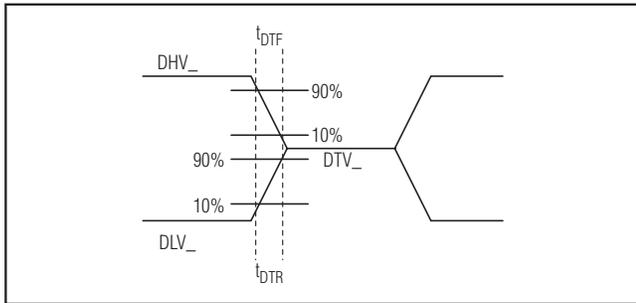 tDTF
DHV_
90%
10%
90%
DTV_
10%
DLV_
tDTR